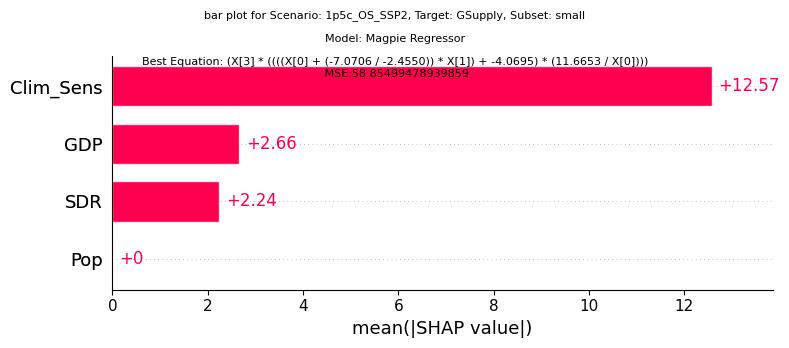 bar plot for Scenario: 1p5c_OS_SSP2, Target: GSupply, Subset: small
Model: Magpie Regressor
Best Equation: (X[3] * ((((X[0] + (-7.0706 / -2.4550)) * X[1]) + -4.0695) * (11.6653 / X[0])))
MSE:58.85499478939859
Clim_Sens +12.57
GDP +2.66
SDR +2.24
Pop +0
0 2 4 6 8 10 12
mean(|SHAP value|)